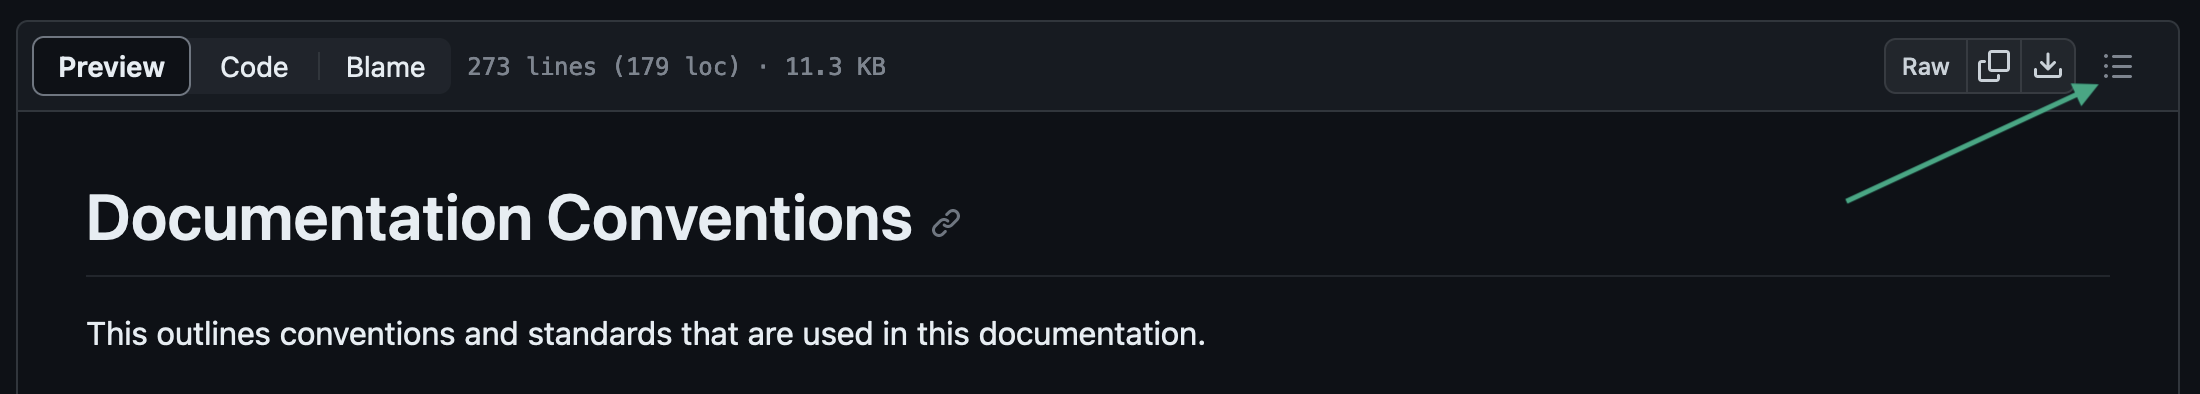 Preview Code Blame 273 lines (179 loc) · 11.3 KB Raw
Documentation Conventions
This outlines conventions and standards that are used in this documentation.